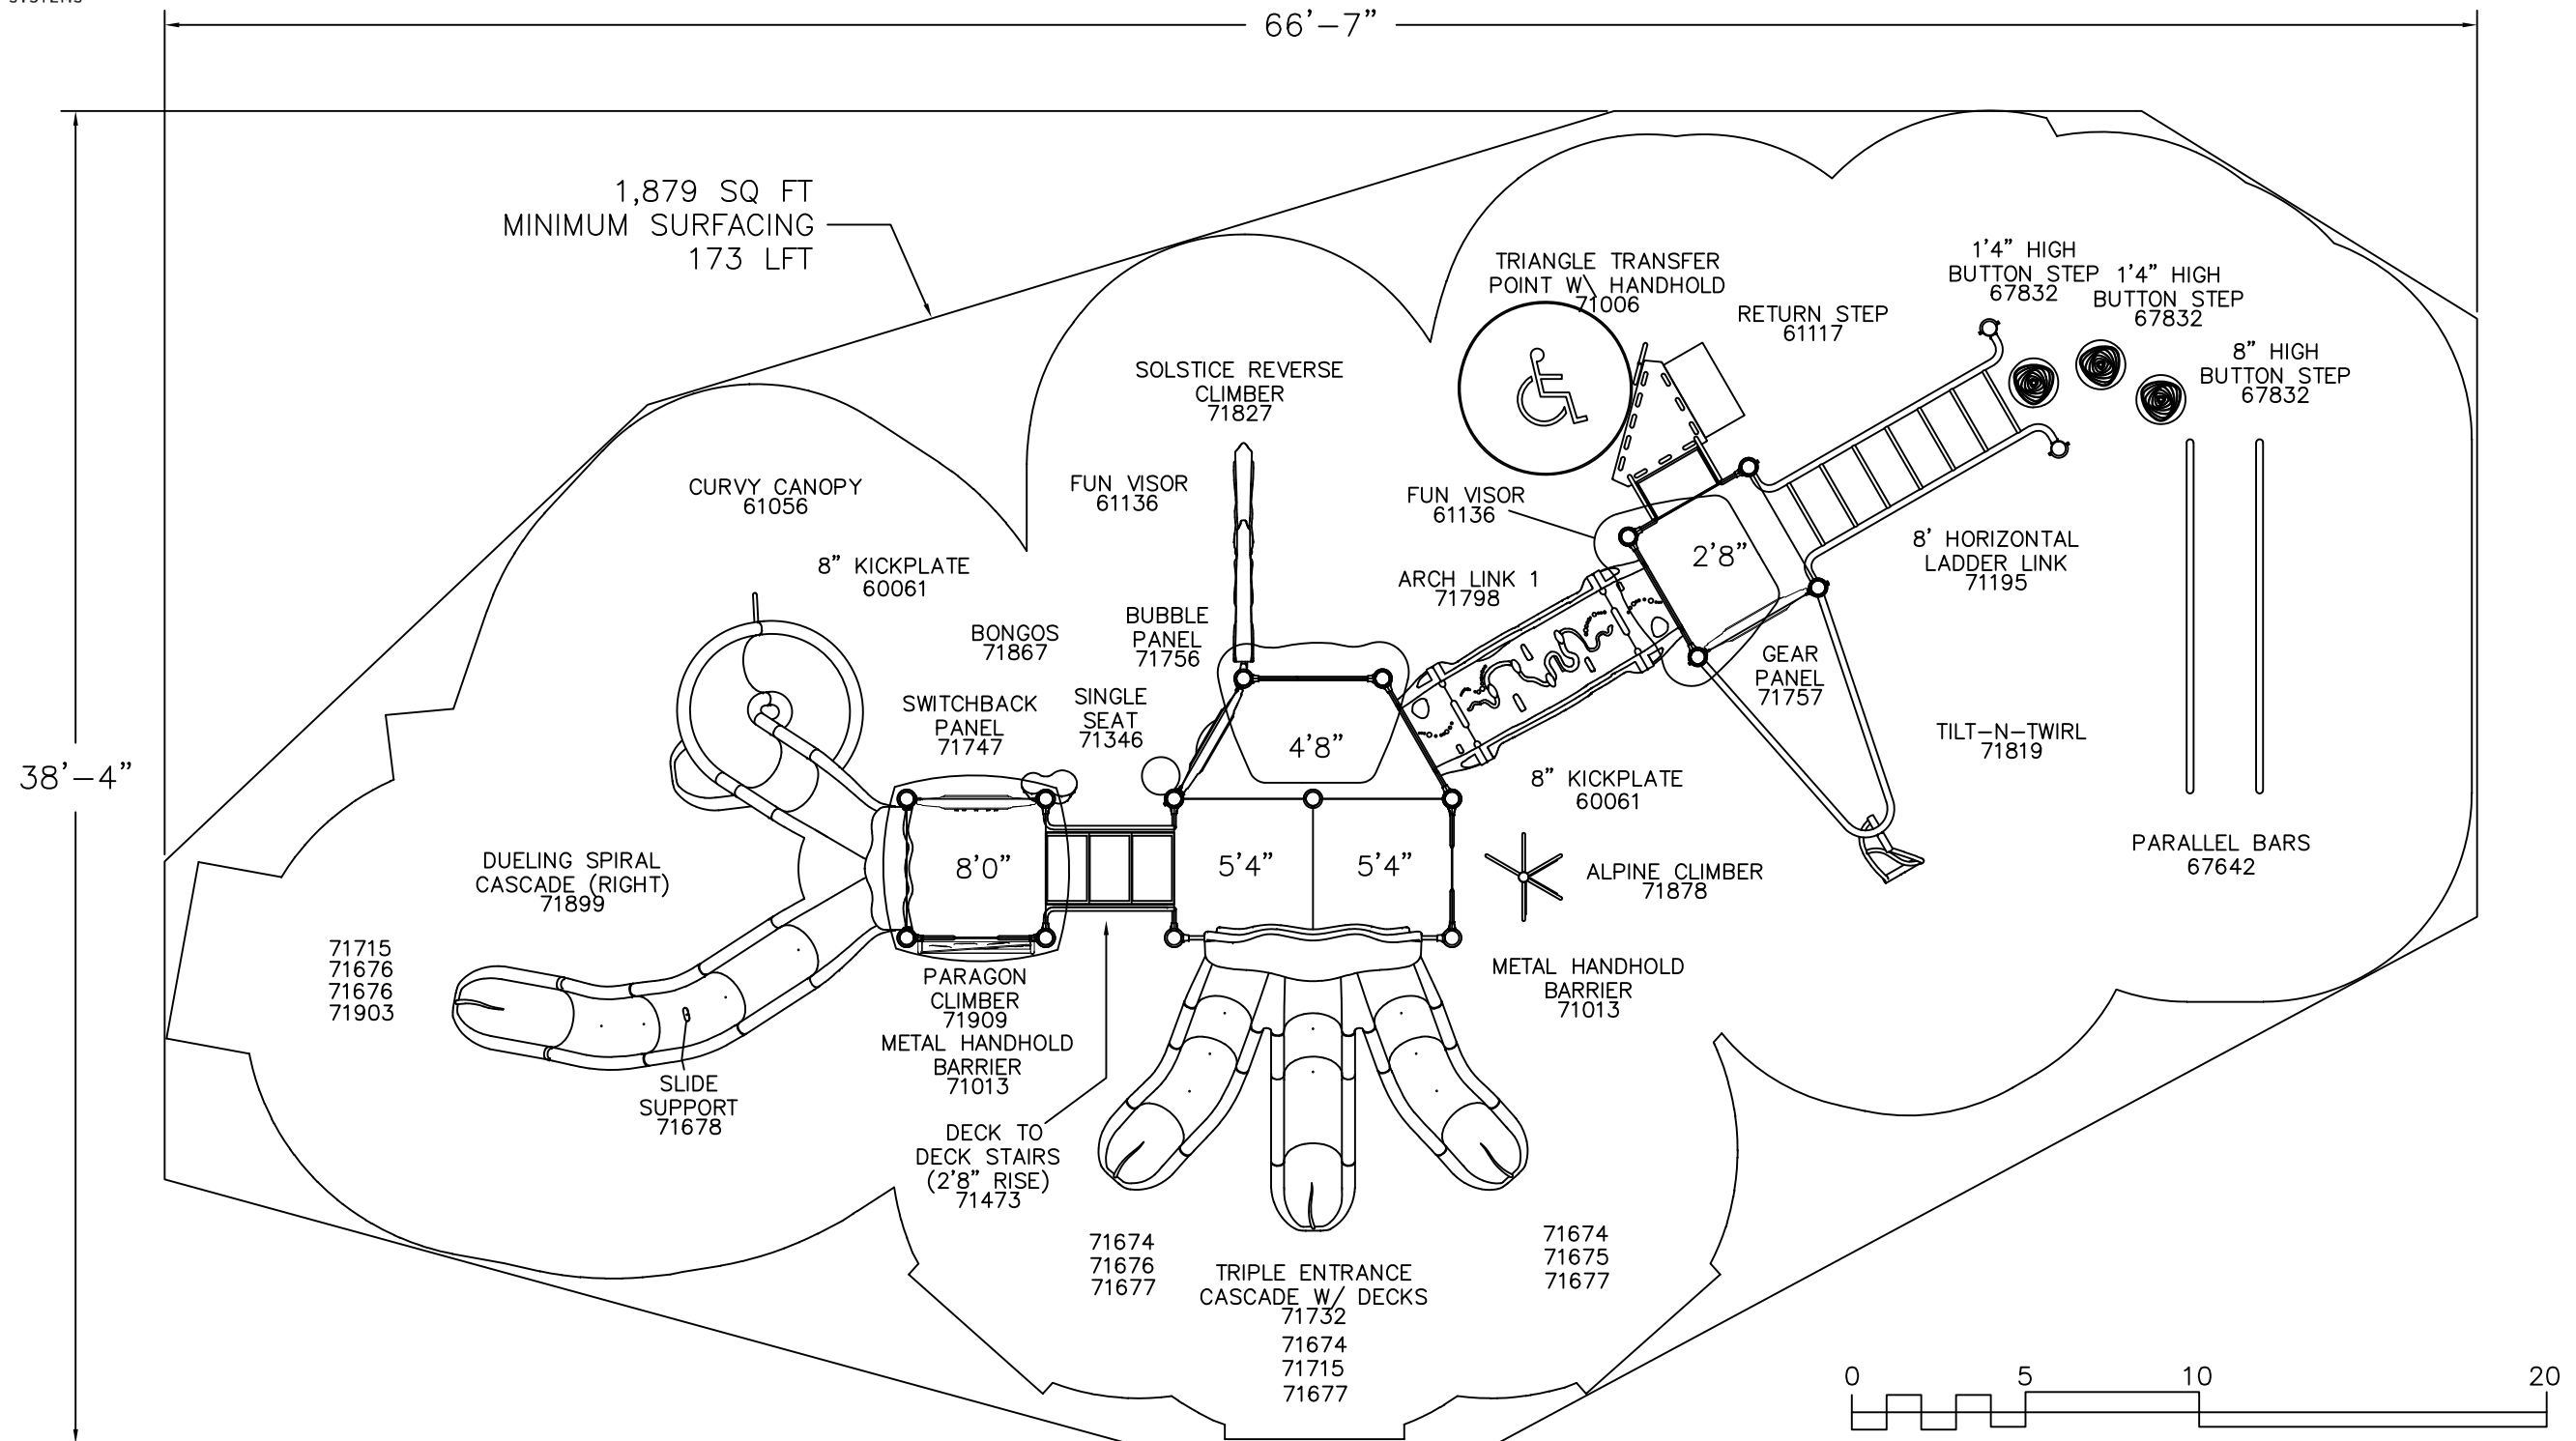 66'-7"
38'-4"
1,879 SQ FT
MINIMUM SURFACING
173 LFT
TRIANGLE TRANSFER
POINT W/ HANDHOLD
71006
RETURN STEP
61117
1'4" HIGH
BUTTON STEP
67832
1'4" HIGH
BUTTON STEP
67832
8" HIGH
BUTTON STEP
67832
SOLSTICE REVERSE
CLIMBER
71827
CURVY CANOPY
61056
FUN VISOR
61136
FUN VISOR
61136
8" KICKPLATE
60061
ARCH LINK 1
71798
2'8"
8' HORIZONTAL
LADDER LINK
71195
BONGOS
71867
BUBBLE
PANEL
71756
GEAR
PANEL
71757
SWITCHBACK
PANEL
71747
SINGLE
SEAT
71346
4'8"
TILT-N-TWIRL
71819
8" KICKPLATE
60061
DUELING SPIRAL
CASCADE (RIGHT)
71899
8'0"
5'4"
5'4"
ALPINE CLIMBER
71878
PARALLEL BARS
67642
71715
71676
71676
71903
PARAGON
CLIMBER
71909
METAL HANDHOLD
BARRIER
71013
METAL HANDHOLD
BARRIER
71013
SLIDE
SUPPORT
71678
DECK TO
DECK STAIRS
(2'8" RISE)
71473
71674
71676
71677
TRIPLE ENTRANCE
CASCADE W/ DECKS
71732
71674
71715
71677
71674
71675
71677
0 5 10 20